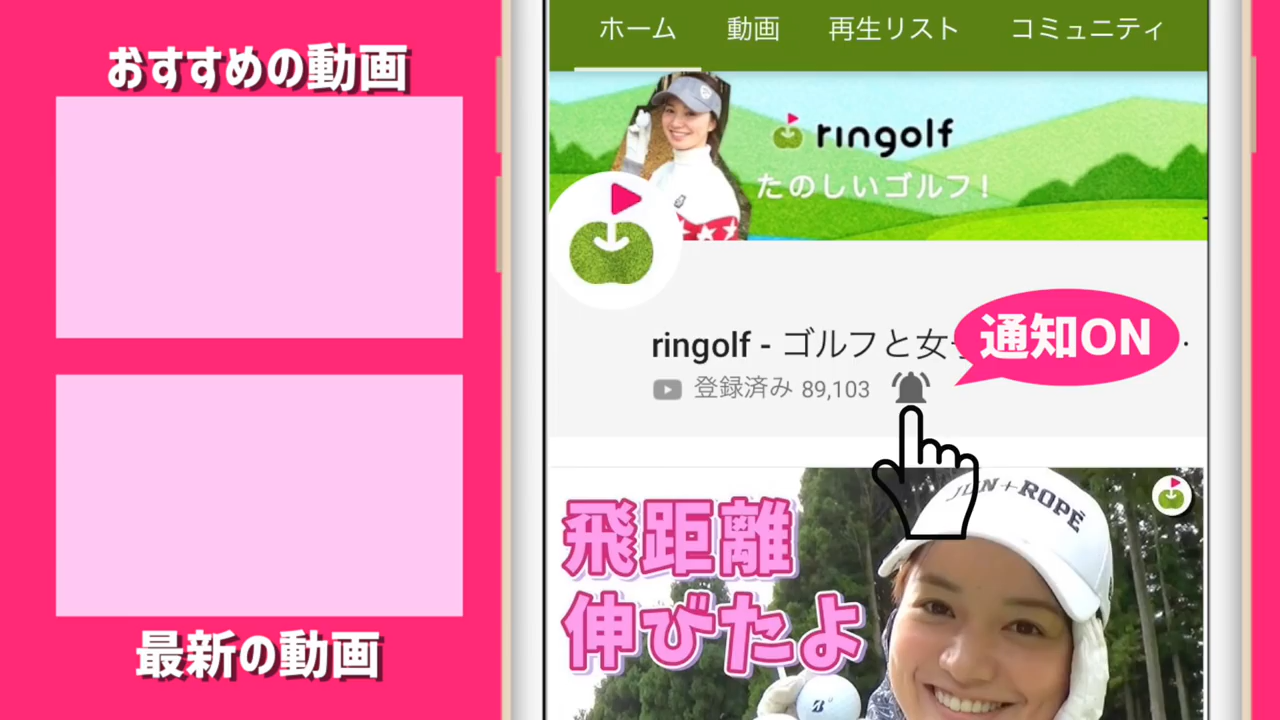 おすすめの動画
最新の動画
ホーム 動画 再生リスト コミュニティ
ringolf
たのしいゴルフ!
ringolf - ゴルフと女
通知ON
登録済み 89,103
JUN+ROPÉ
飛距離
伸びたよ
B